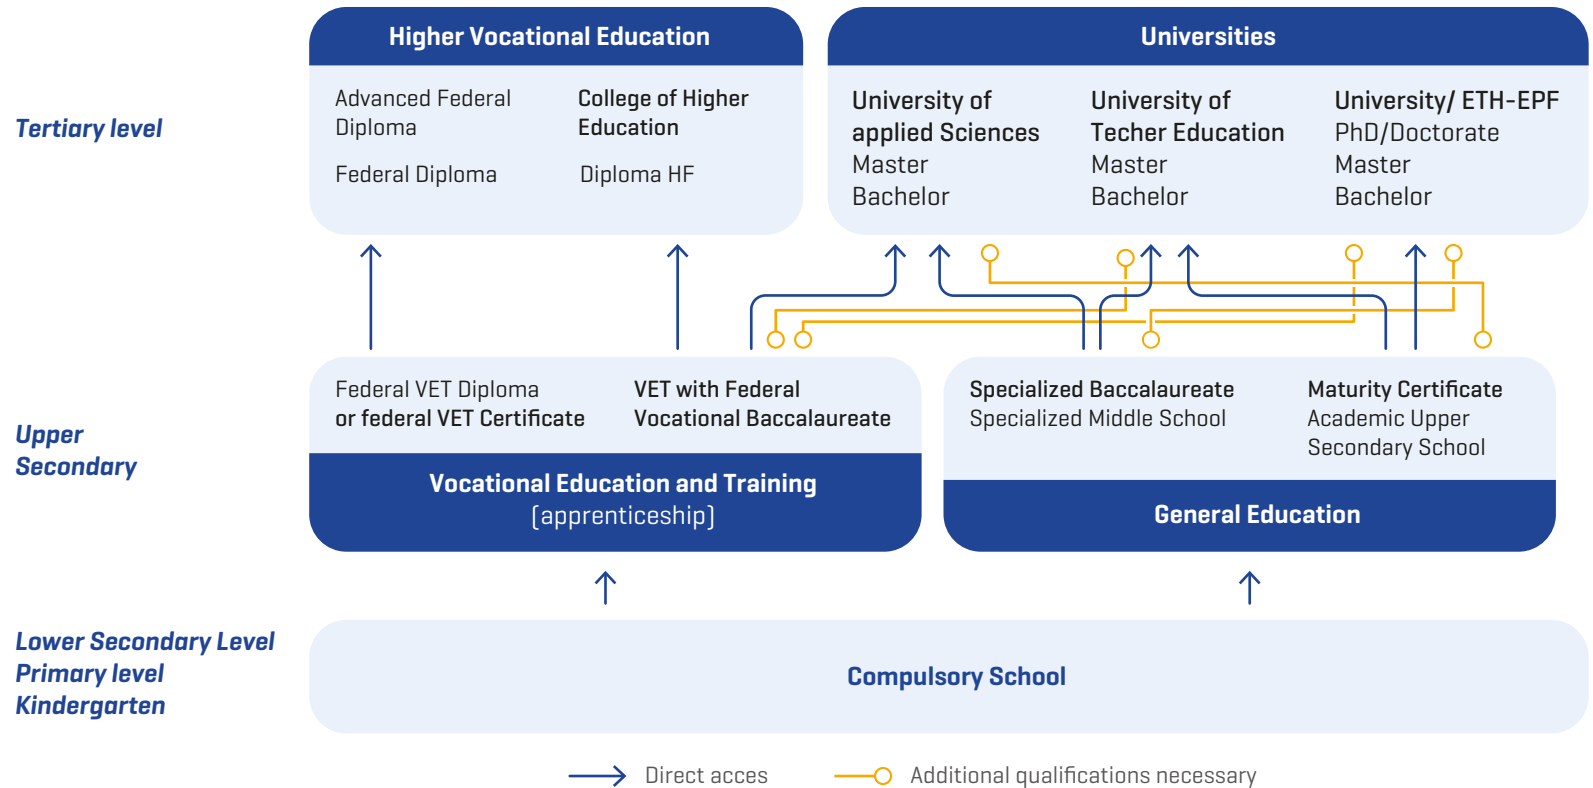 Higher Vocational Education
Universities
Tertiary level
Advanced Federal
Diploma
Federal Diploma
College of Higher
Education
Diploma HF
University of
applied Sciences
Master
Bachelor
University of
Techer Education
Master
Bachelor
University/ ETH-EPF
PhD/Doctorate
Master
Bachelor
Upper
Secondary
Federal VET Diploma
or federal VET Certificate
VET with Federal
Vocational Baccalaureate
Vocational Education and Training
(apprenticeship)
Specialized Baccalaureate
Specialized Middle School
Maturity Certificate
Academic Upper
Secondary School
General Education
Lower Secondary Level
Primary level
Kindergarten
Compulsory School
Direct acces
Additional qualifications necessary